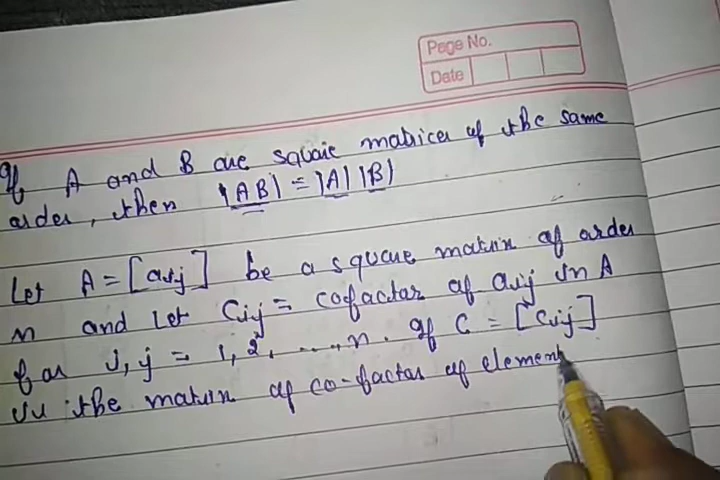 Page No.
Date
If A and B are square matrices of the same
order, then |AB| = |A| |B|
Let A = [aij] be a square matrix of order
n and let Cij = cofactor of aij in A
for i, j = 1, 2, ..., n. If C = [Cij]
is the matrix of co-factor of element